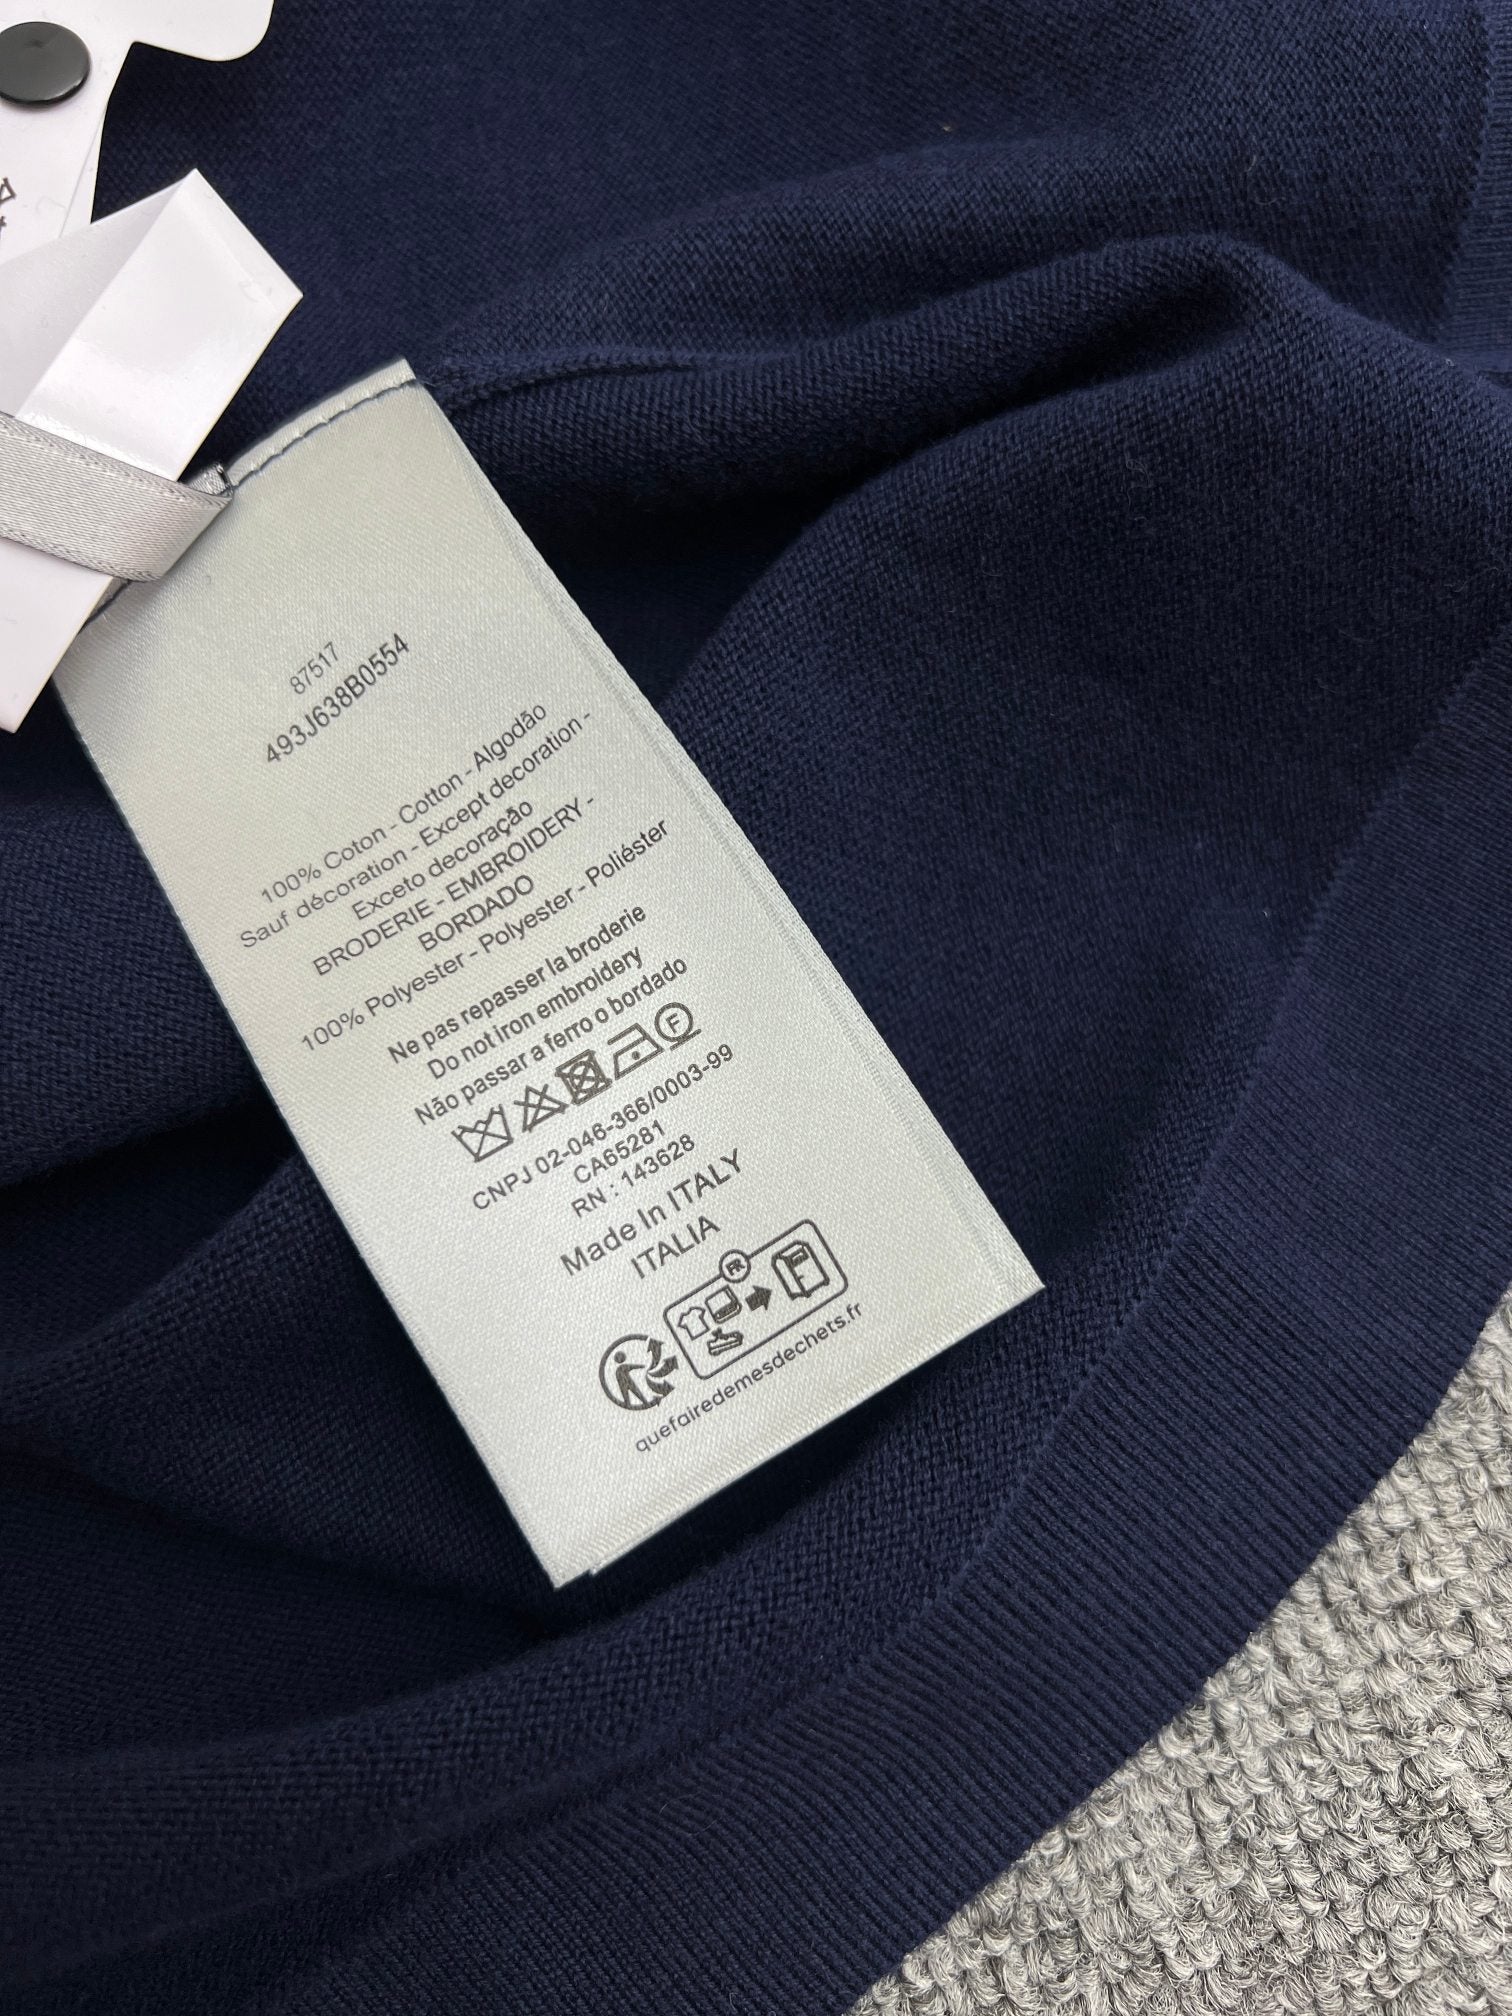 87517
493J638B0554
100% Coton - Cotton - Algodão
Sauf décoration - Except decoration -
Exceto decoração
BRODERIE - EMBROIDERY -
BORDADO
100% Polyester - Polyester - Poliéster
Ne pas repasser la broderie
Do not iron embroidery
Não passar a ferro o bordado
F
CNPJ 02-046-366/0003-99
CA65281
RN : 143628
Made In ITALY
ITALIA
FR
quefairedemesdechets.fr